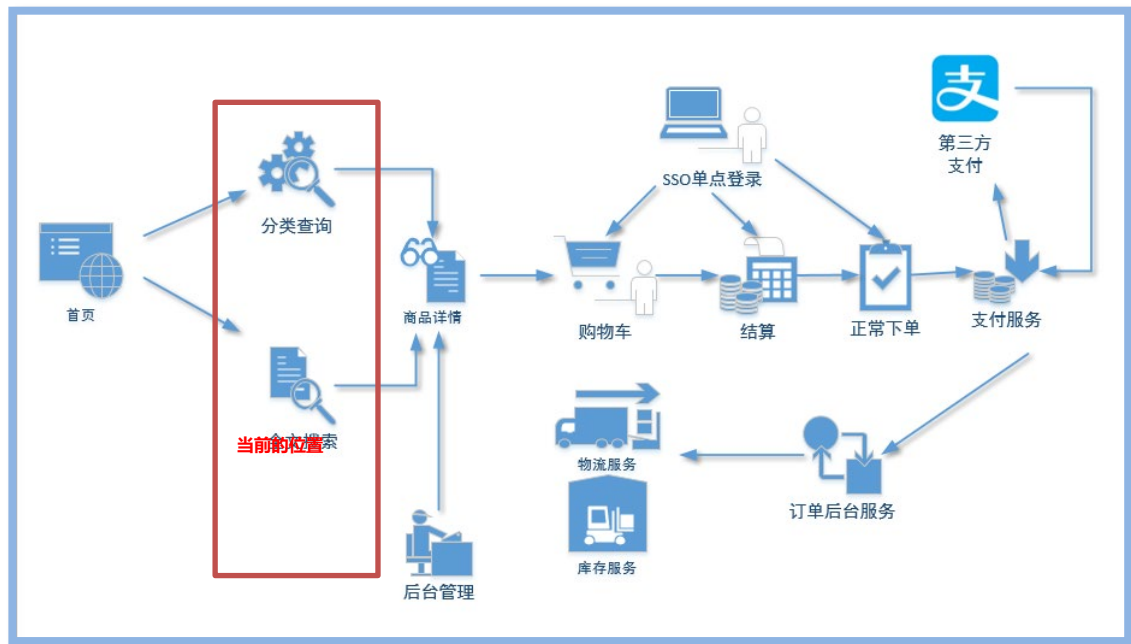 支
第三方
支付
SSO单点登录
分类查询
首页
商品详情
购物车
结算
正常下单
支付服务
当前的位置
搜索
物流服务
订单后台服务
库存服务
后台管理